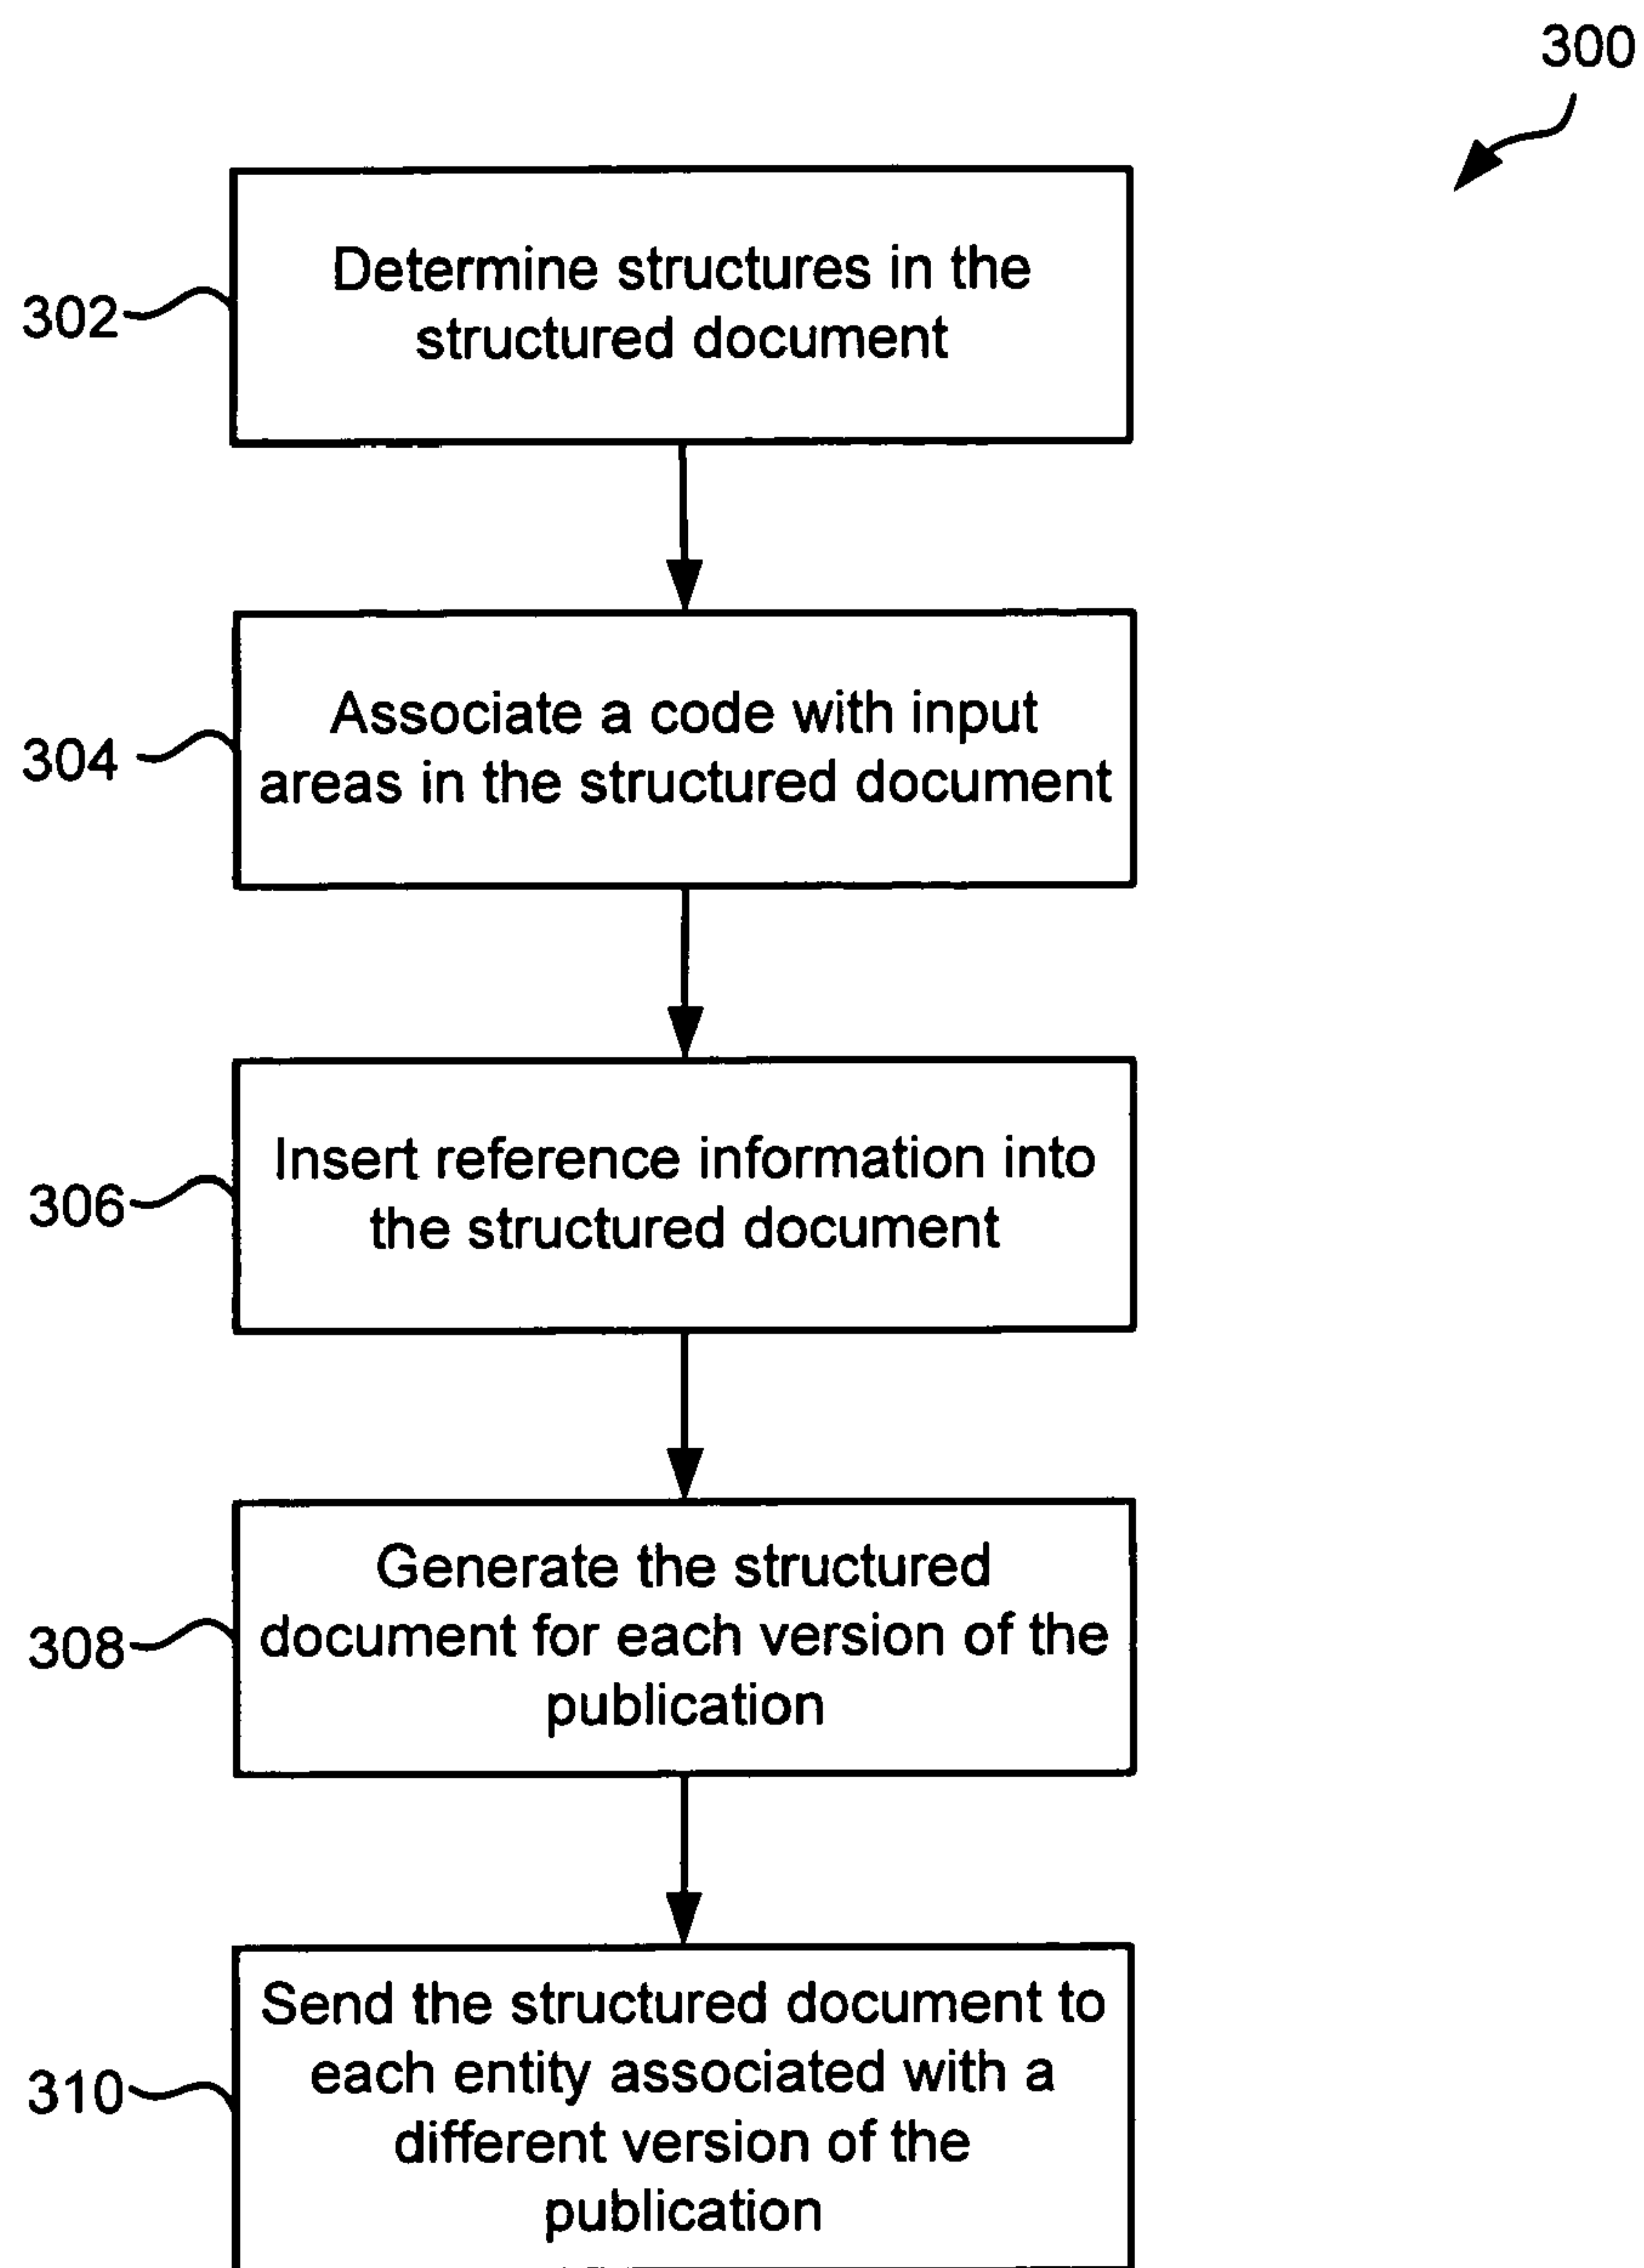 300
302
Determine structures in the
structured document
304
Associate a code with input
areas in the structured document
306
Insert reference information into
the structured document
308
Generate the structured
document for each version of the
publication
310
Send the structured document to
each entity associated with a
different version of the
publication